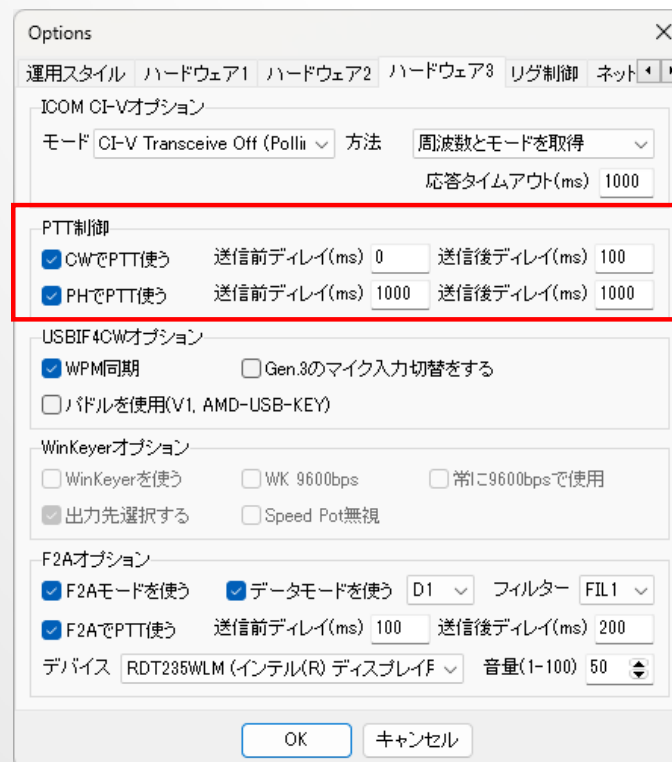 Options
運用スタイル ハードウェア1 ハードウェア2 ハードウェア3 リグ制御 ネット
ICOM CI-Vオプション
モード CI-V Transceive Off (Pollin 方法 周波数とモードを取得
応答タイムアウト(ms) 1000
PTT制御
CWでPTT使う 送信前ディレイ(ms) 0 送信後ディレイ(ms) 100
PHでPTT使う 送信前ディレイ(ms) 1000 送信後ディレイ(ms) 1000
USBIF4CWオプション
WPM同期 Gen.3のマイク入力切替をする
パドルを使用(V1, AMD-USB-KEY)
WinKeyerオプション
WinKeyerを使う WK 9600bps 常に9600bpsで使用
出力先選択する Speed Pot無視
F2Aオプション
F2Aモードを使う データモードを使う D1 フィルター FIL1
F2AでPTT使う 送信前ディレイ(ms) 100 送信後ディレイ(ms) 200
デバイス RDT235WLM (インテル(R) ディスプレイ 音量(1-100) 50
OK キャンセル